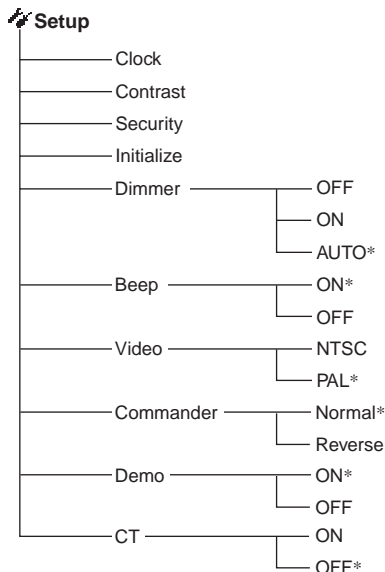 Setup
Clock
Contrast
Security
Initialize
Dimmer OFF
ON
AUTO*
Beep ON*
OFF
Video NTSC
PAL*
Commander Normal*
Reverse
Demo ON*
OFF
CT ON
OFF*